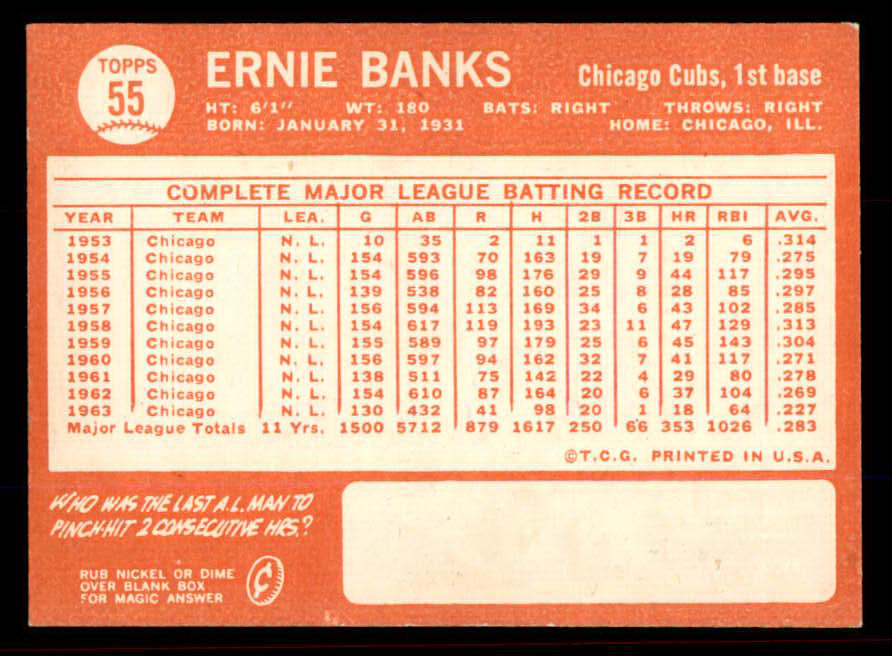 TOPPS
55
ERNIE BANKS
Chicago Cubs, 1st base
HT: 6'1" WT: 180 BATS: RIGHT THROWS: RIGHT
BORN: JANUARY 31, 1931 HOME: CHICAGO, ILL.
COMPLETE MAJOR LEAGUE BATTING RECORD
YEAR TEAM LEA. G AB R H 2B 3B HR RBI AVG.
1953 Chicago N. L. 10 35 2 11 1 1 2 6 .314
1954 Chicago N. L. 154 593 70 163 19 7 19 79 .275
1955 Chicago N. L. 154 596 98 176 29 9 44 117 .295
1956 Chicago N. L. 139 538 82 160 25 8 28 85 .297
1957 Chicago N. L. 156 594 113 169 34 6 43 102 .285
1958 Chicago N. L. 154 617 119 193 23 11 47 129 .313
1959 Chicago N. L. 155 589 97 179 25 6 45 143 .304
1960 Chicago N. L. 156 597 94 162 32 7 41 117 .271
1961 Chicago N. L. 138 511 75 142 22 4 29 80 .278
1962 Chicago N. L. 154 610 87 164 20 6 37 104 .269
1963 Chicago N. L. 130 432 41 98 20 1 18 64 .227
Major League Totals 11 Yrs. 1500 5712 879 1617 250 66 353 1026 .283
©T.C.G. PRINTED IN U.S.A.
WHO WAS THE LAST A.L. MAN TO
PINCH-HIT 2 CONSECUTIVE HRS.?
RUB NICKEL OR DIME
OVER BLANK BOX
FOR MAGIC ANSWER
¢